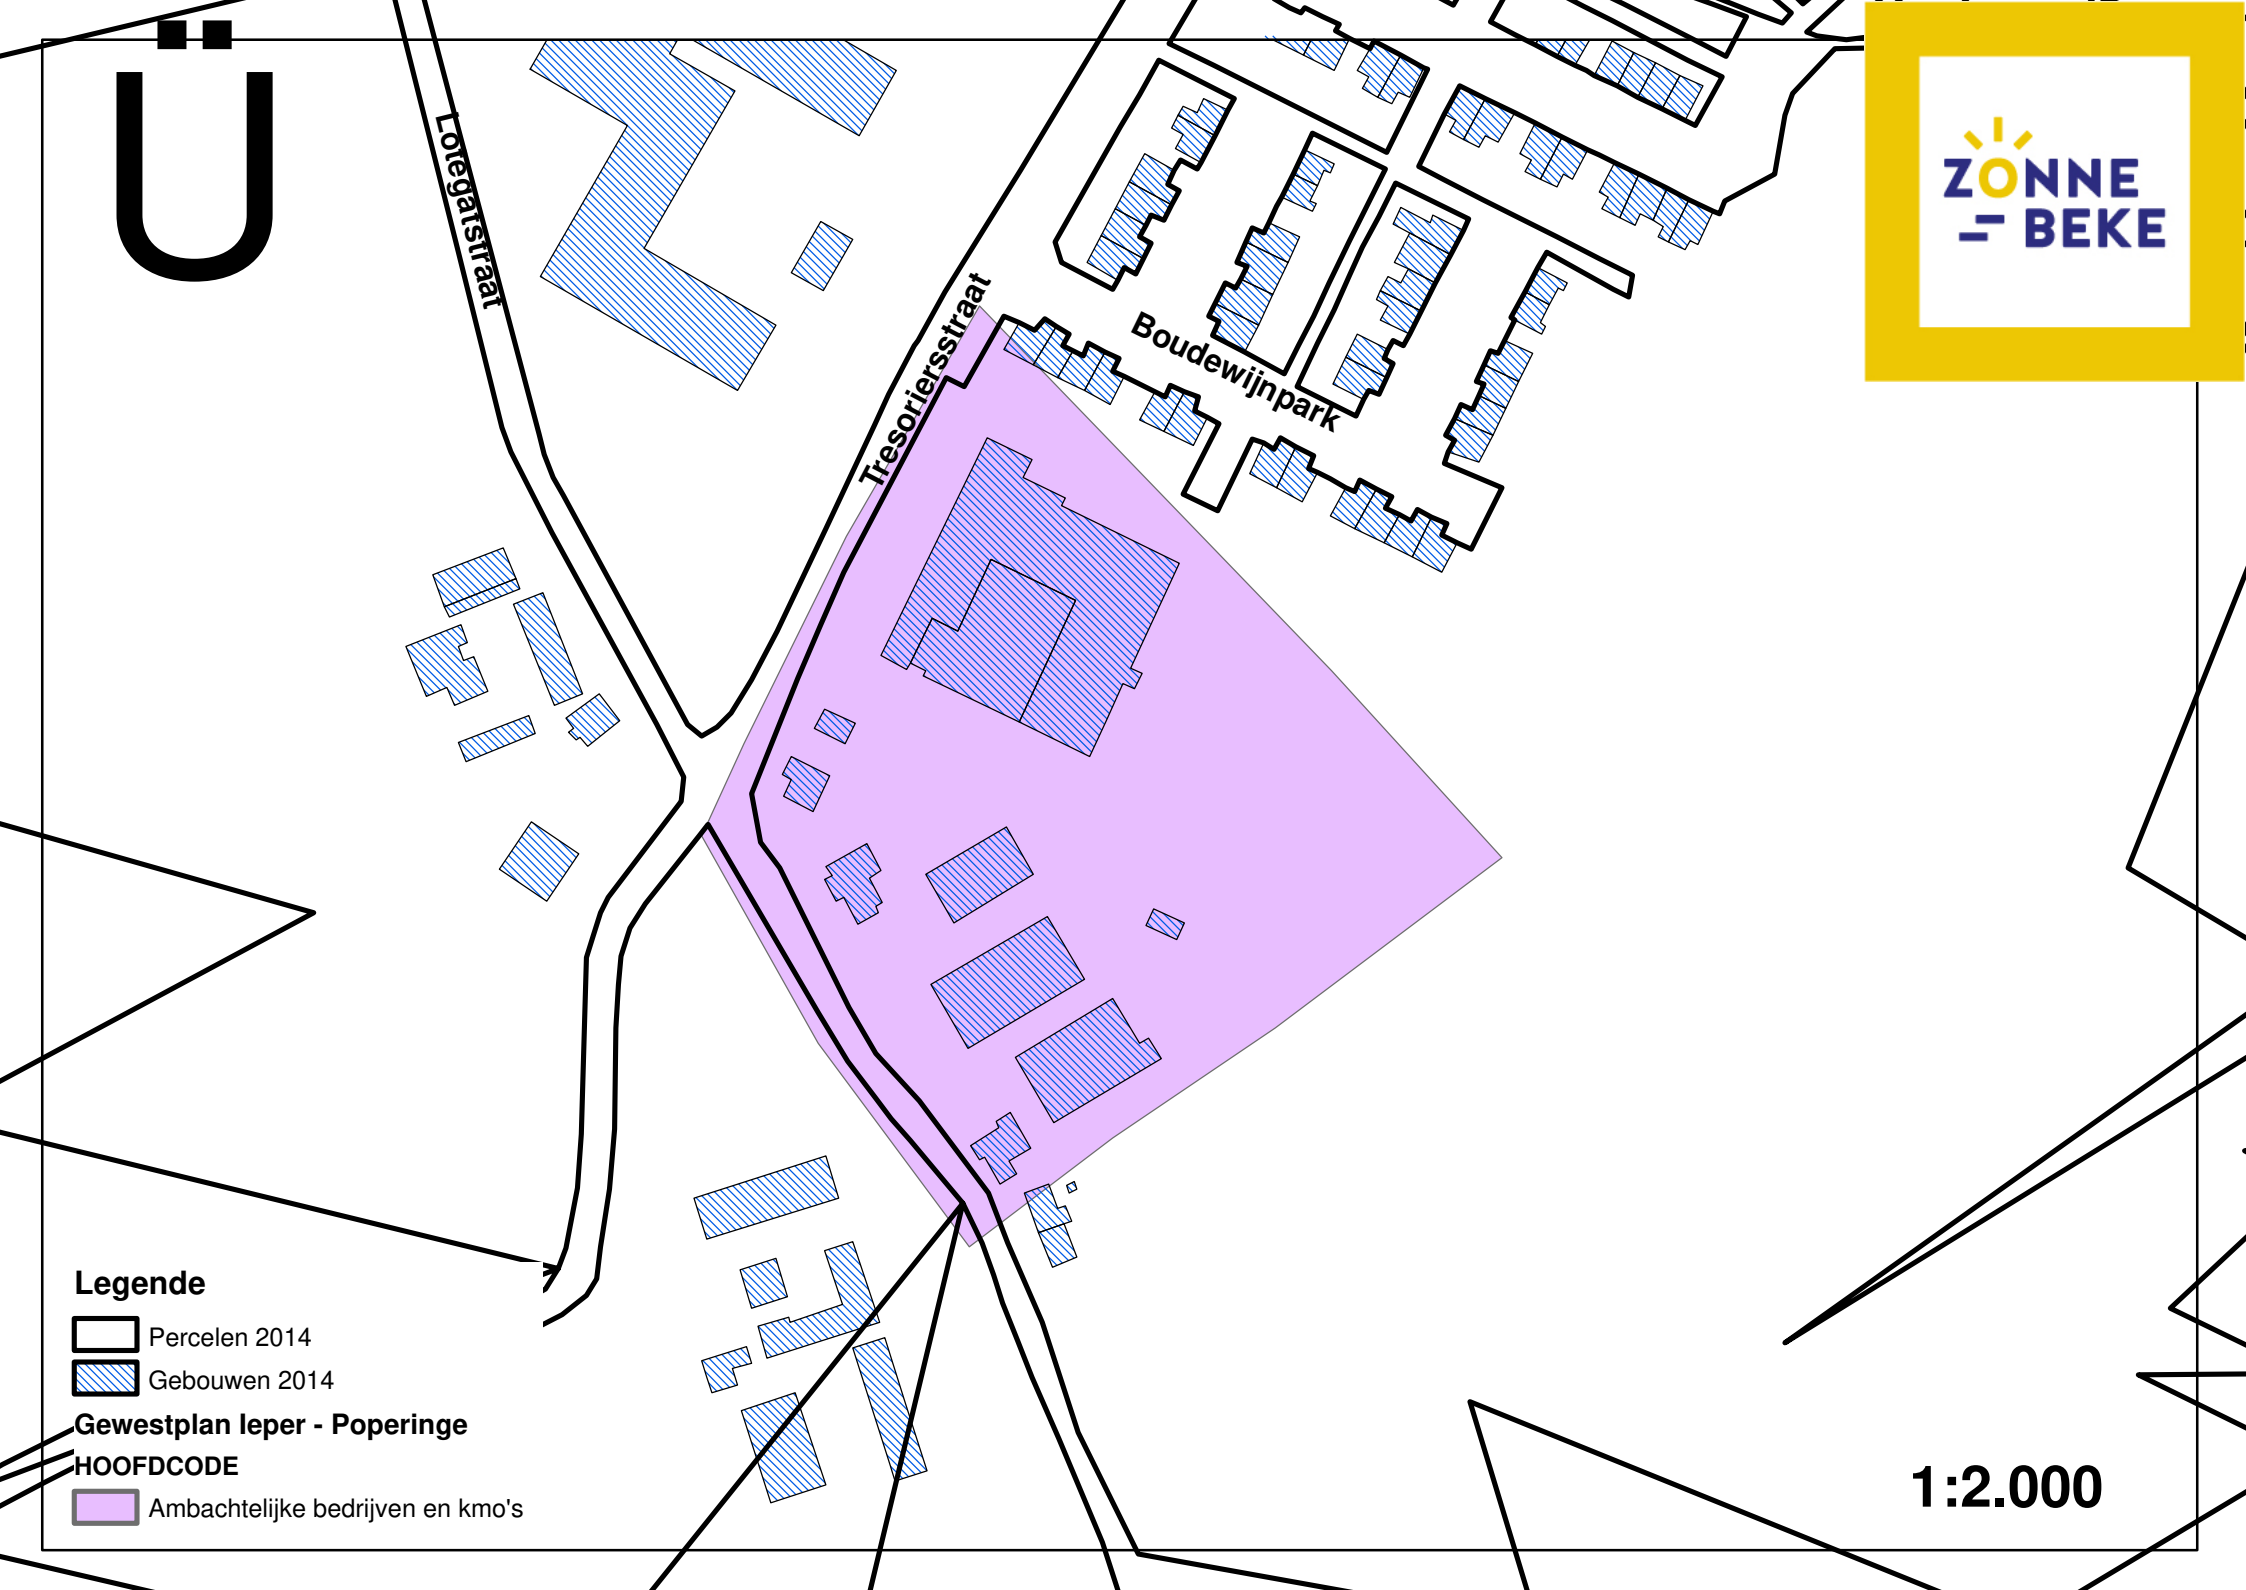 Ü
ZONNE
BEKE
Lotegatstraat
Tresoriersstraat
Boudewijnpark
Legende
Percelen 2014
Gebouwen 2014
Gewestplan Ieper - Poperinge
HOOFDCODE
Ambachtelijke bedrijven en kmo's
1:2.000